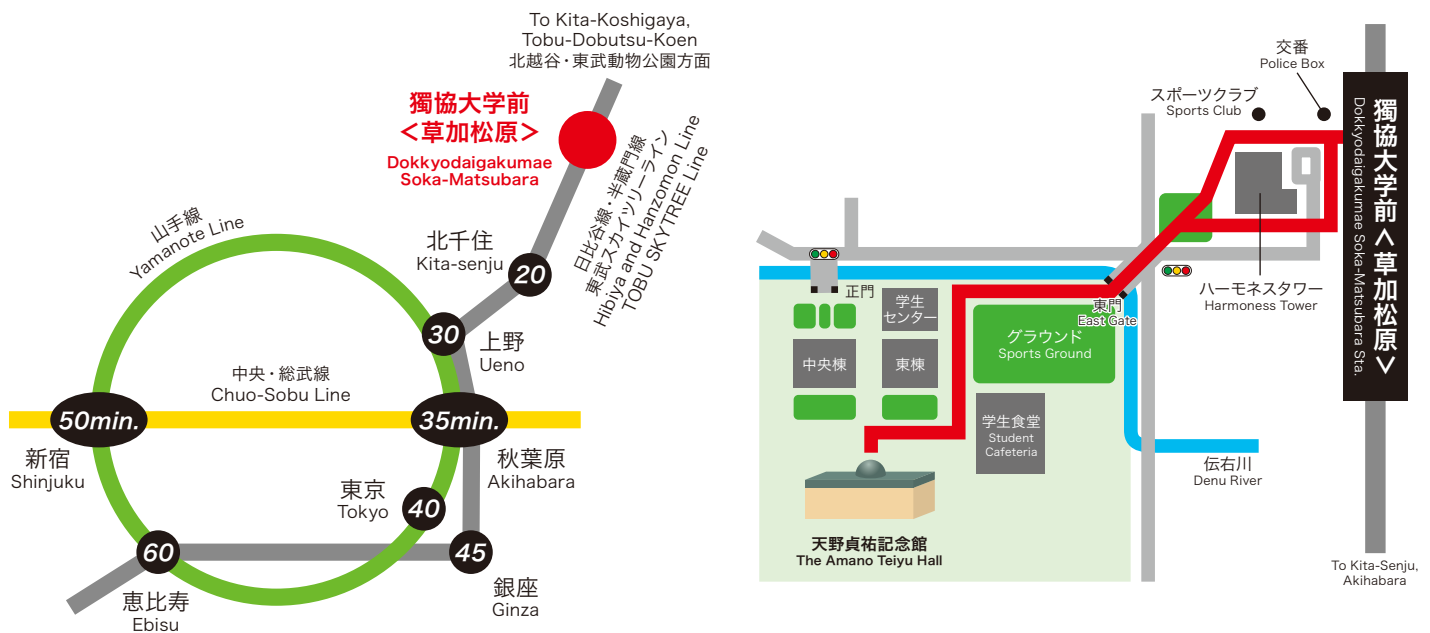 To Kita-Koshigaya,
Tobu-Dobutsu-Koen
北越谷・東武動物公園方面
獨協大学前
＜草加松原＞
Dokkyodaigakumae
Soka-Matsubara
日比谷線・半蔵門線
東武スカイツリーライン
Hibiya and Hanzomon Line
TOBU SKYTREE Line
山手線
Yamanote Line
北千住
Kita-senju
20
30
上野
Ueno
中央・総武線
Chuo-Sobu Line
50min.
35min.
新宿
Shinjuku
秋葉原
Akihabara
東京
Tokyo
40
60
45
恵比寿
Ebisu
銀座
Ginza
交番
Police Box
スポーツクラブ
Sports Club
獨協大学前＜草加松原＞
Dokkyodaigakumae Soka-Matsubara Sta.
ハーモネスタワー
Harmoness Tower
正門
学生
センター
東門
East Gate
グラウンド
Sports Ground
中央棟
東棟
学生食堂
Student
Cafeteria
伝右川
Denu River
天野貞祐記念館
The Amano Teiyu Hall
To Kita-Senju,
Akihabara